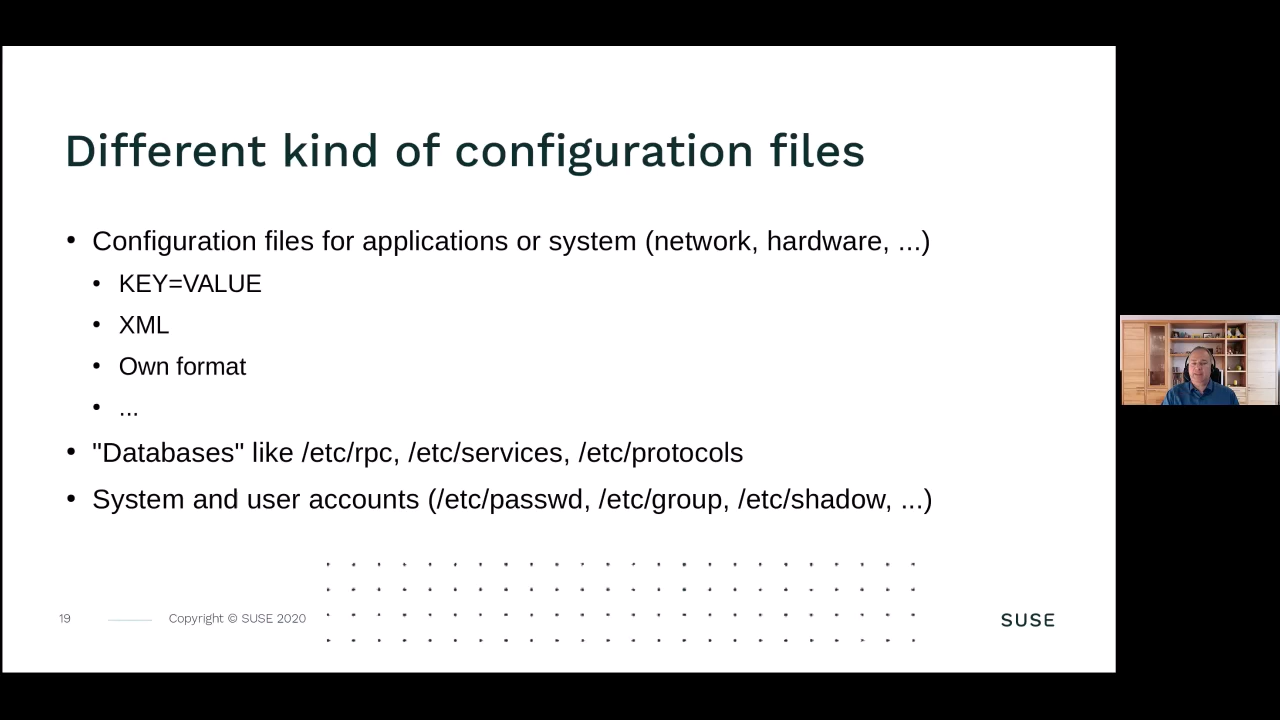 Different kind of configuration files
• Configuration files for applications or system (network, hardware, ...)
• KEY=VALUE
• XML
• Own format
• ...
• "Databases" like /etc/rpc, /etc/services, /etc/protocols
• System and user accounts (/etc/passwd, /etc/group, /etc/shadow, ...)
19
Copyright © SUSE 2020
SUSE